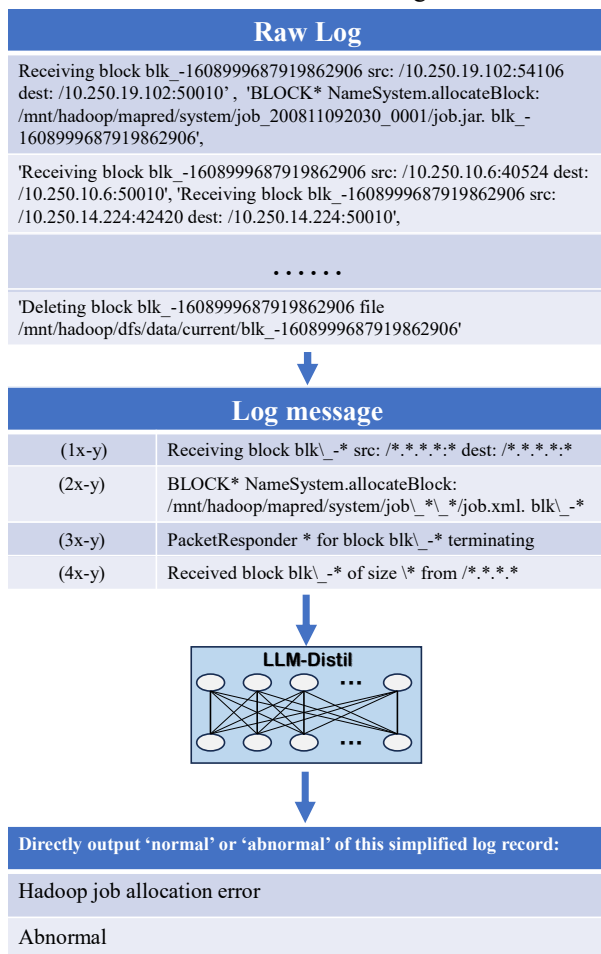 Raw Log
Receiving block blk_-1608999687919862906 src: /10.250.19.102:54106
dest: /10.250.19.102:50010’ , 'BLOCK* NameSystem.allocateBlock:
/mnt/hadoop/mapred/system/job_200811092030_0001/job.jar. blk_-
1608999687919862906',
'Receiving block blk_-1608999687919862906 src: /10.250.10.6:40524 dest:
/10.250.10.6:50010', 'Receiving block blk_-1608999687919862906 src:
/10.250.14.224:42420 dest: /10.250.14.224:50010',
......
'Deleting block blk_-1608999687919862906 file
/mnt/hadoop/dfs/data/current/blk_-1608999687919862906'
Log message
(1x-y) Receiving block blk\_-* src: /*.*.*.*:* dest: /*.*.*.*:*
(2x-y) BLOCK* NameSystem.allocateBlock:
/mnt/hadoop/mapred/system/job\_*\_*/job.xml. blk\_-*
(3x-y) PacketResponder * for block blk\_-* terminating
(4x-y) Received block blk\_-* of size \* from /*.*.*.*
LLM-Distil
...
...
Directly output ‘normal’ or ‘abnormal’ of this simplified log record:
Hadoop job allocation error
Abnormal